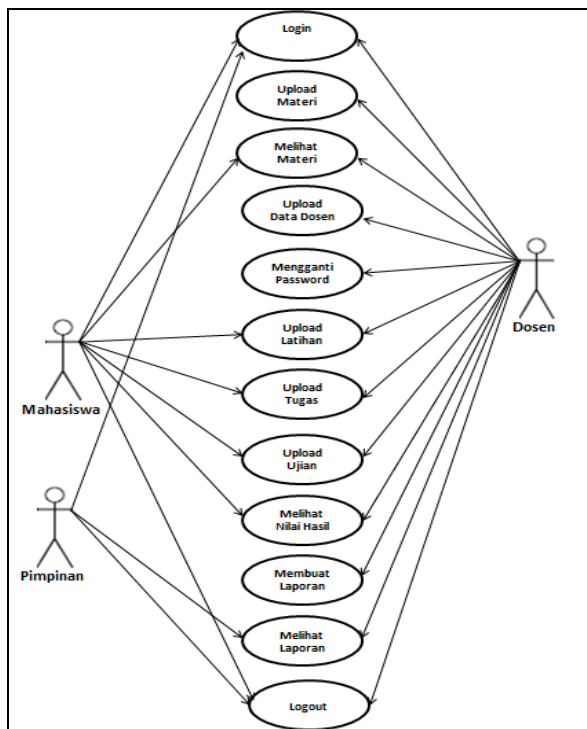 Login
Upload
Materi
Melihat
Materi
Upload
Data Dosen
Mengganti
Password
Dosen
Upload
Latihan
Mahasiswa
Upload
Tugas
Upload
Ujian
Melihat
Nilai Hasil
Pimpinan
Membuat
Laporan
Melihat
Laporan
Logout